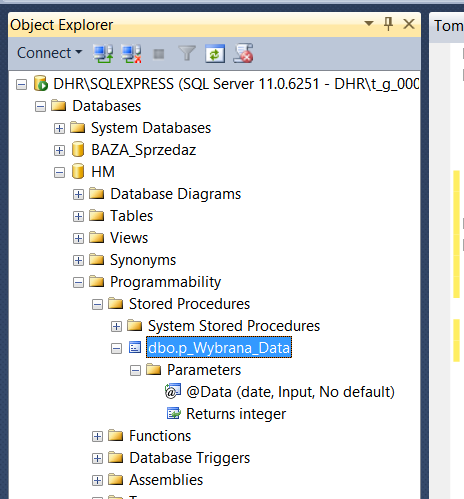 Object Explorer
Tom
Connect
DHR\SQLEXPRESS (SQL Server 11.0.6251 - DHR\t_g_000
Databases
System Databases
BAZA_Sprzedaz
HM
Database Diagrams
Tables
Views
Synonyms
Programmability
Stored Procedures
System Stored Procedures
dbo.p_Wybrana_Data
Parameters
@Data (date, Input, No default)
Returns integer
Functions
Database Triggers
Assemblies